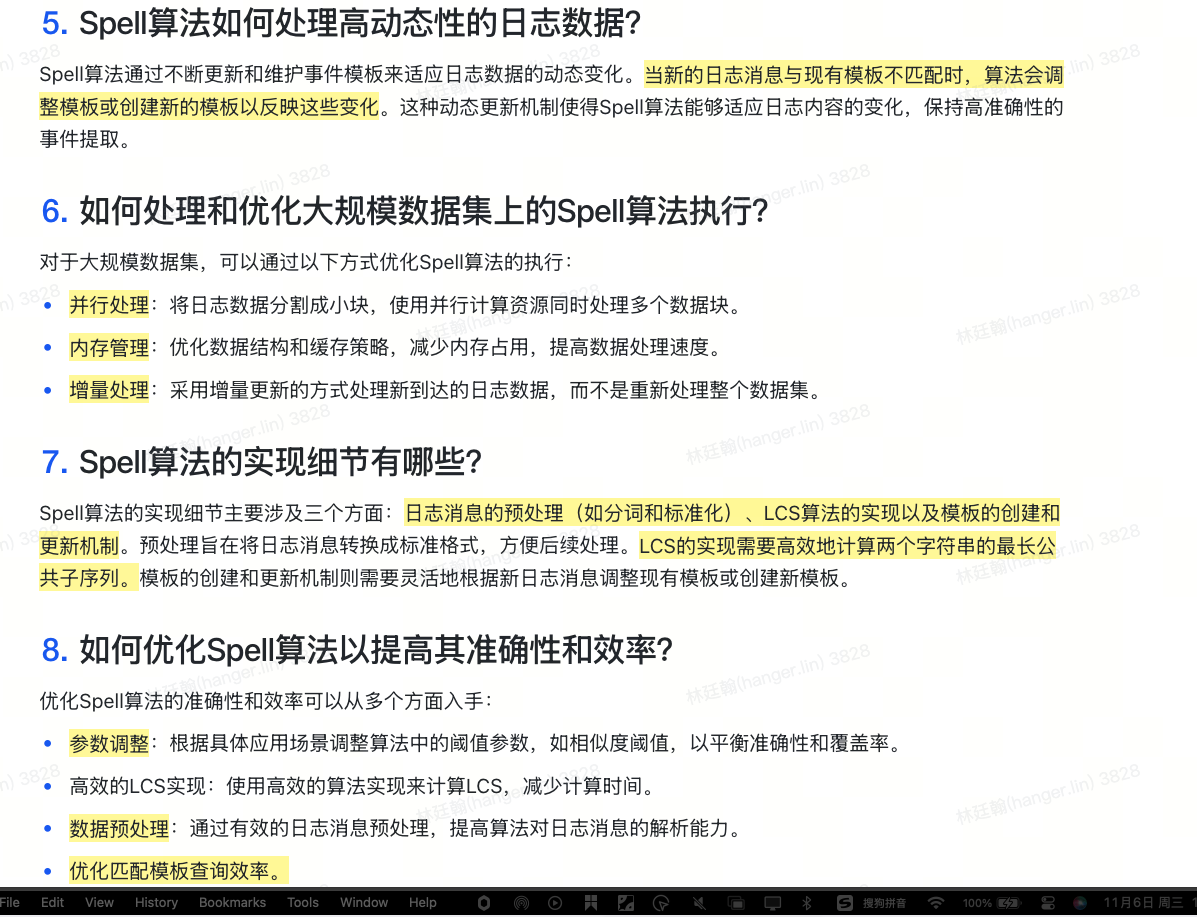 5. Spell算法如何处理高动态性的日志数据?
Spell算法通过不断更新和维护事件模板来适应日志数据的动态变化。当新的日志消息与现有模板不匹配时，算法会调
整模板或创建新的模板以反映这些变化。这种动态更新机制使得Spell算法能够适应日志内容的变化，保持高准确性的
事件提取。
6. 如何处理和优化大规模数据集上的Spell算法执行?
对于大规模数据集，可以通过以下方式优化Spell算法的执行：
• 并行处理：将日志数据分割成小块，使用并行计算资源同时处理多个数据块。
• 内存管理：优化数据结构和缓存策略，减少内存占用，提高数据处理速度。
• 增量处理：采用增量更新的方式处理新到达的日志数据，而不是重新处理整个数据集。
7. Spell算法的实现细节有哪些?
Spell算法的实现细节主要涉及三个方面：日志消息的预处理（如分词和标准化）、LCS算法的实现以及模板的创建和
更新机制。预处理旨在将日志消息转换成标准格式，方便后续处理。LCS的实现需要高效地计算两个字符串的最长公
共子序列。模板的创建和更新机制则需要灵活地根据新日志消息调整现有模板或创建新模板。
8. 如何优化Spell算法以提高其准确性和效率?
优化Spell算法的准确性和效率可以从多个方面入手：
• 参数调整：根据具体应用场景调整算法中的阈值参数，如相似度阈值，以平衡准确性和覆盖率。
• 高效的LCS实现：使用高效的算法实现来计算LCS，减少计算时间。
• 数据预处理：通过有效的日志消息预处理，提高算法对日志消息的解析能力。
• 优化匹配模板查询效率。
林廷翰(hanger.lin) 3828
File Edit View History Bookmarks Tools Window Help 搜狗拼音 100% 11月6日 周三